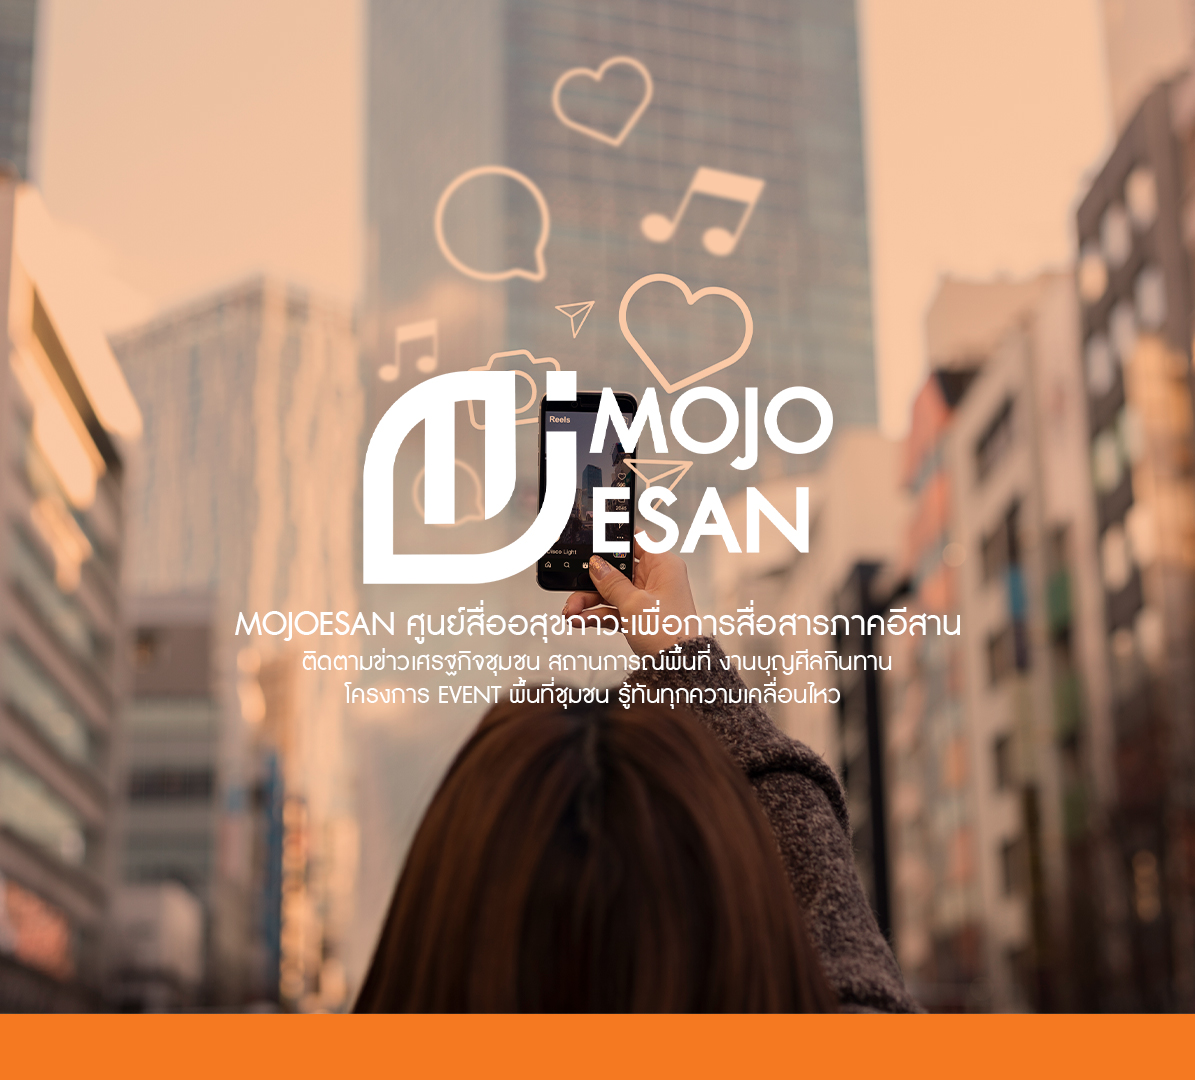 Reels
MOJO
ESAN
MOJOESAN ศูนย์สื่ออสุขภาวะเพื่อการสื่อสารภาคอีสาน
ติดตามข่าวเศรฐกิจชุมชน สถานการณ์พื้นที่ งานบุญศีลกินทาน
โครงการ EVENT พื้นที่ชุมชน รู้ทันทุกความเคลื่อนไหว